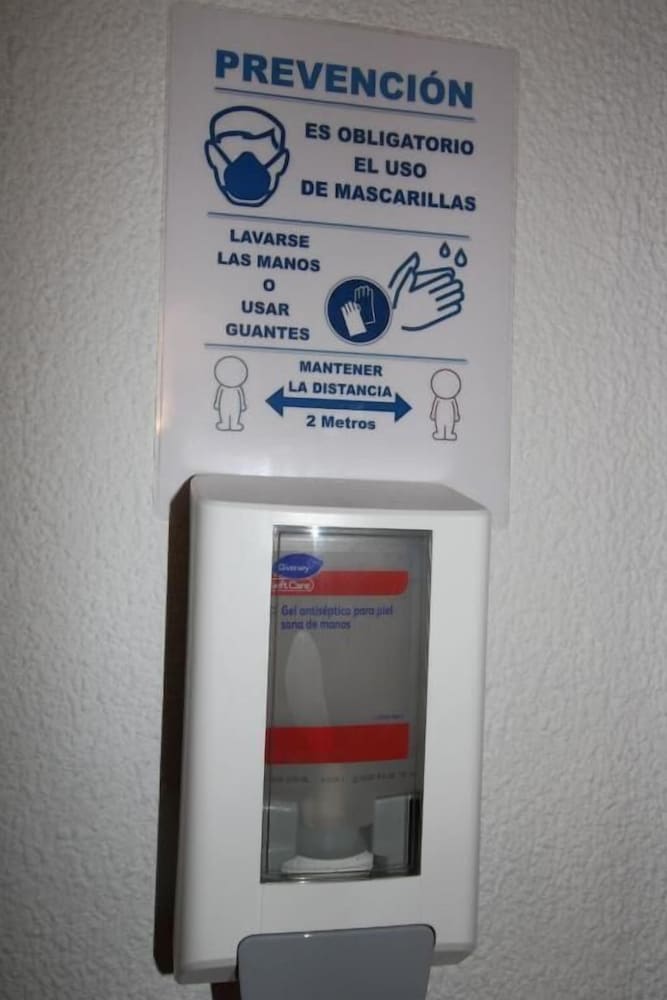 PREVENCIÓN
ES OBLIGATORIO
EL USO
DE MASCARILLAS
LAVARSE
LAS MANOS
O
USAR
GUANTES
MANTENER
LA DISTANCIA
2 Metros
Diversey
Soft Care
Gel antiséptico para piel
sana de manos